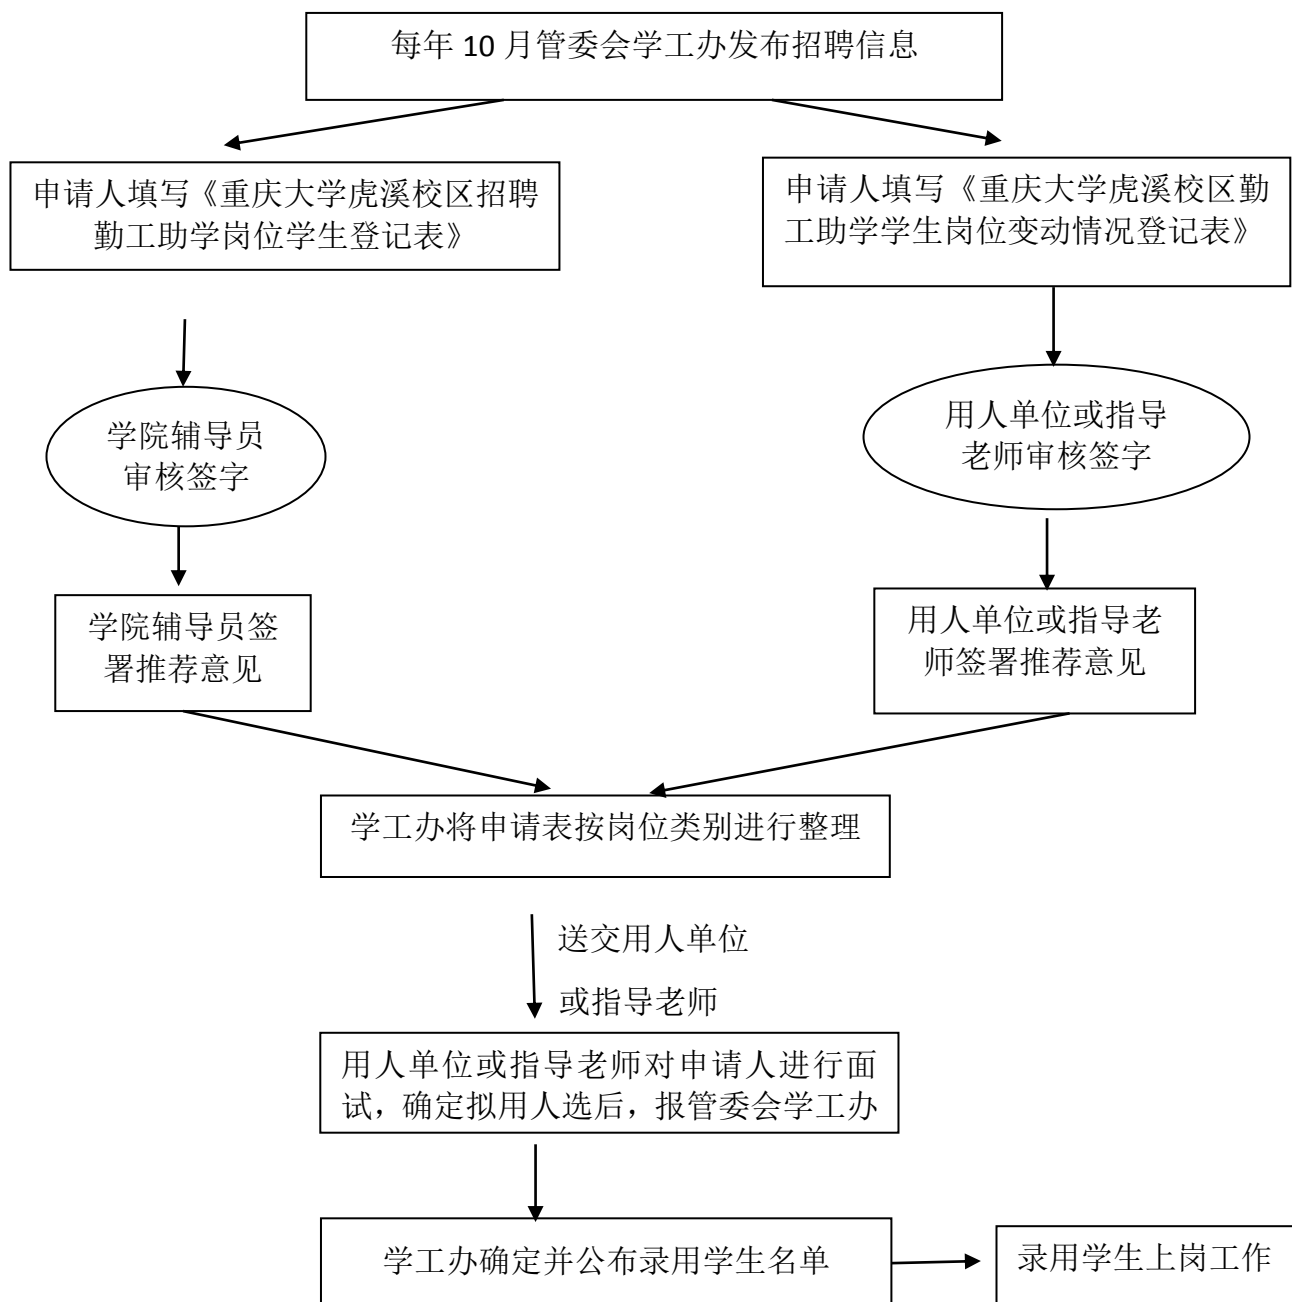 每年 10 月管委会学工办发布招聘信息
申请人填写《重庆大学虎溪校区招聘
勤工助学岗位学生登记表》
申请人填写《重庆大学虎溪校区勤
工助学学生岗位变动情况登记表》
学院辅导员
审核签字
用人单位或指导
老师审核签字
学院辅导员签
署推荐意见
用人单位或指导老
师签署推荐意见
学工办将申请表按岗位类别进行整理
送交用人单位
或指导老师
用人单位或指导老师对申请人进行面
试，确定拟用人选后，报管委会学工办
学工办确定并公布录用学生名单
录用学生上岗工作